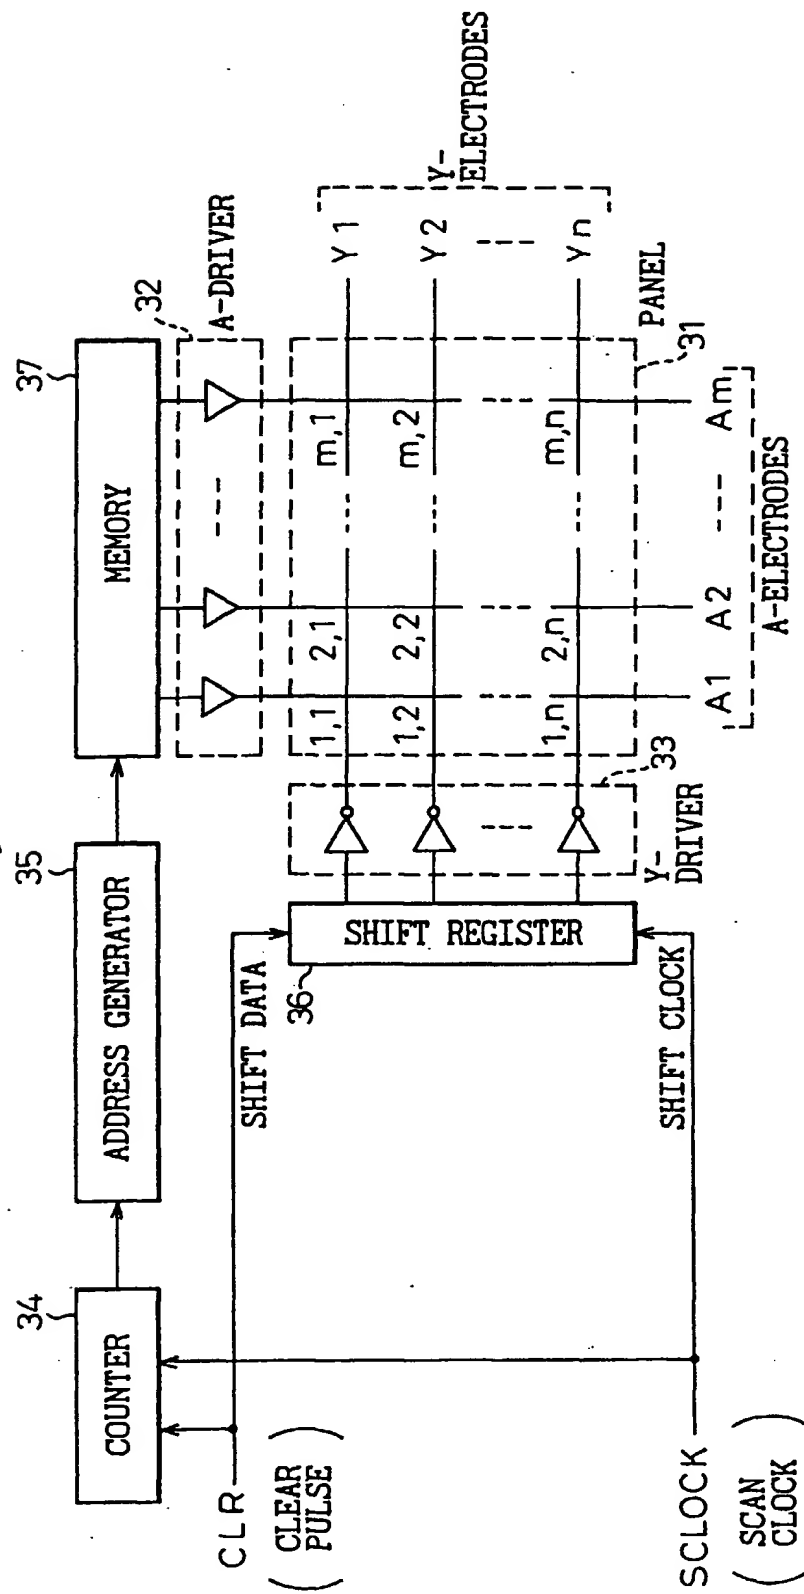 34
COUNTER
35
ADDRESS GENERATOR
37
MEMORY
32
A-DRIVER
CLR
(CLEAR
PULSE)
SHIFT DATA
36
SHIFT REGISTER
Y-
DRIVER
33
1,1 2,1 m,1
1,2 2,2 m,2
1,n 2,n m,n
Y1
Y2
Yn
Y-
ELECTRODES
PANEL
31
SCLOCK
(SCAN
CLOCK)
SHIFT CLOCK
A1 A2 Am
A-ELECTRODES